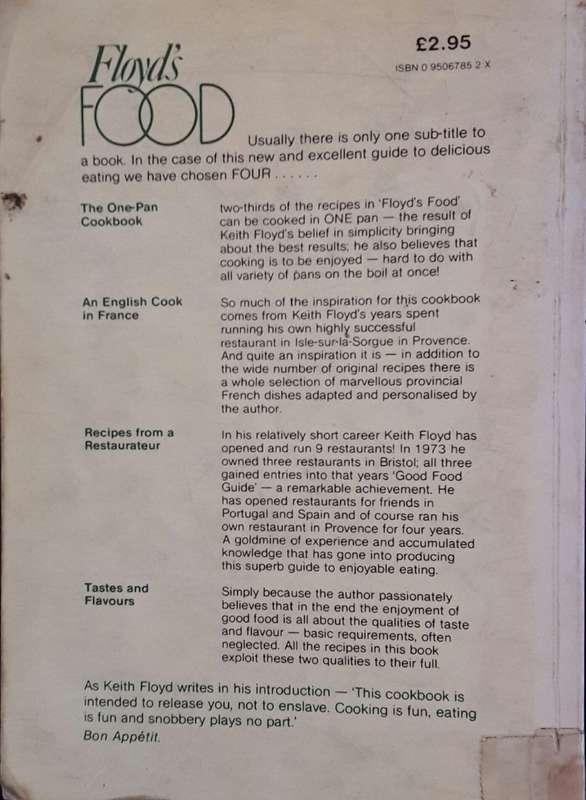 Floyd's
FOOD
£2.95
ISBN 0 9506785 2 X
Usually there is only one sub-title to
a book. In the case of this new and excellent guide to delicious
eating we have chosen FOUR ......
The One-Pan
Cookbook
two-thirds of the recipes in 'Floyd's Food'
can be cooked in ONE pan — the result of
Keith Floyd's belief in simplicity bringing
about the best results; he also believes that
cooking is to be enjoyed — hard to do with
all variety of pans on the boil at once!
An English Cook
in France
So much of the inspiration for this cookbook
comes from Keith Floyd's years spent
running his own highly successful
restaurant in Isle-sur-la-Sorgue in Provence.
And quite an inspiration it is — in addition to
the wide number of original recipes there is
a whole selection of marvellous provincial
French dishes adapted and personalised by
the author.
Recipes from a
Restaurateur
In his relatively short career Keith Floyd has
opened and run 9 restaurants! In 1973 he
owned three restaurants in Bristol; all three
gained entries into that years 'Good Food
Guide' — a remarkable achievement. He
has opened restaurants for friends in
Portugal and Spain and of course ran his
own restaurant in Provence for four years.
A goldmine of experience and accumulated
knowledge that has gone into producing
this superb guide to enjoyable eating.
Tastes and
Flavours
Simply because the author passionately
believes that in the end the enjoyment of
good food is all about the qualities of taste
and flavour — basic requirements, often
neglected. All the recipes in this book
exploit these two qualities to their full.
As Keith Floyd writes in his introduction — 'This cookbook is
intended to release you, not to enslave. Cooking is fun, eating
is fun and snobbery plays no part.'
Bon Appétit.